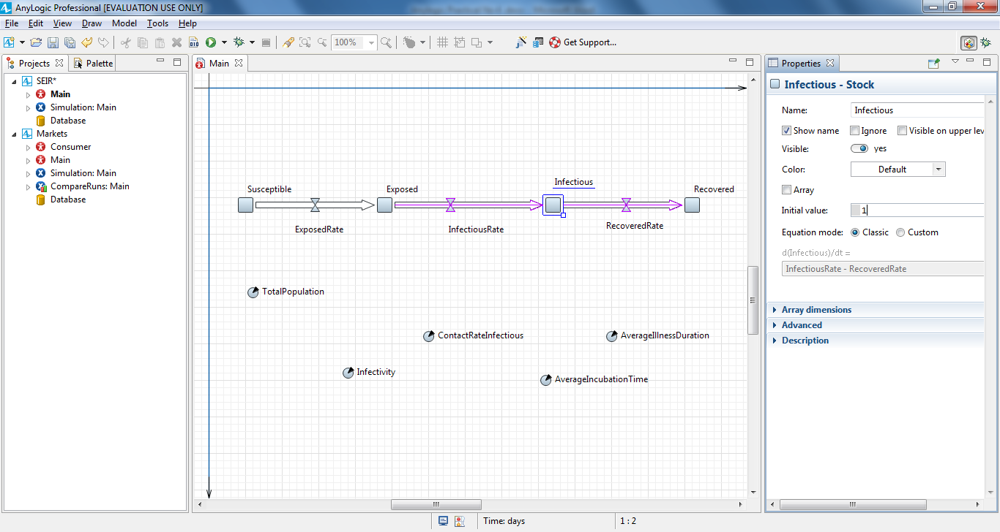 AnyLogic Professional [EVALUATION USE ONLY]
File Edit View Draw Model Tools Help
100% Get Support...
Projects Palette
SEIR*
Main
Simulation: Main
Database
Markets
Consumer
Main
Simulation: Main
CompareRuns: Main
Database
Main
Susceptible Exposed Infectious Recovered
ExposedRate InfectiousRate RecoveredRate
TotalPopulation
ContactRateInfectious AverageIllnessDuration
Infectivity AverageIncubationTime
Properties
Infectious - Stock
Name: Infectious
Show name Ignore Visible on upper lev
Visible: yes
Color: Default
Array
Initial value: 1
Equation mode: Classic Custom
d(Infectious)/dt =
InfectiousRate - RecoveredRate
Array dimensions
Advanced
Description
Time: days 1 : 2